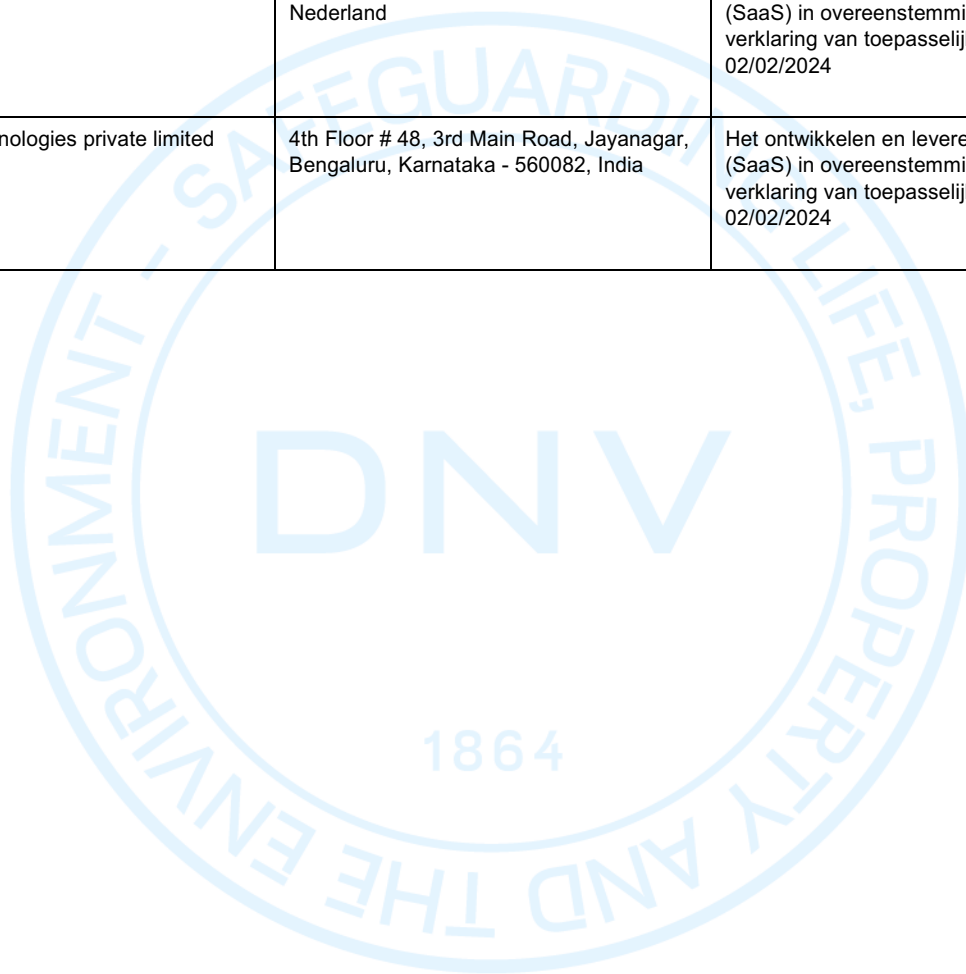 Nederland
(SaaS) in overeenstemmi
verklaring van toepasselij
02/02/2024
nologies private limited
4th Floor # 48, 3rd Main Road, Jayanagar,
Bengaluru, Karnataka - 560082, India
Het ontwikkelen en levere
(SaaS) in overeenstemmi
verklaring van toepasselij
02/02/2024
SAFEGUARDING LIFE, PROPERTY AND THE ENVIRONMENT -
DNV
1864